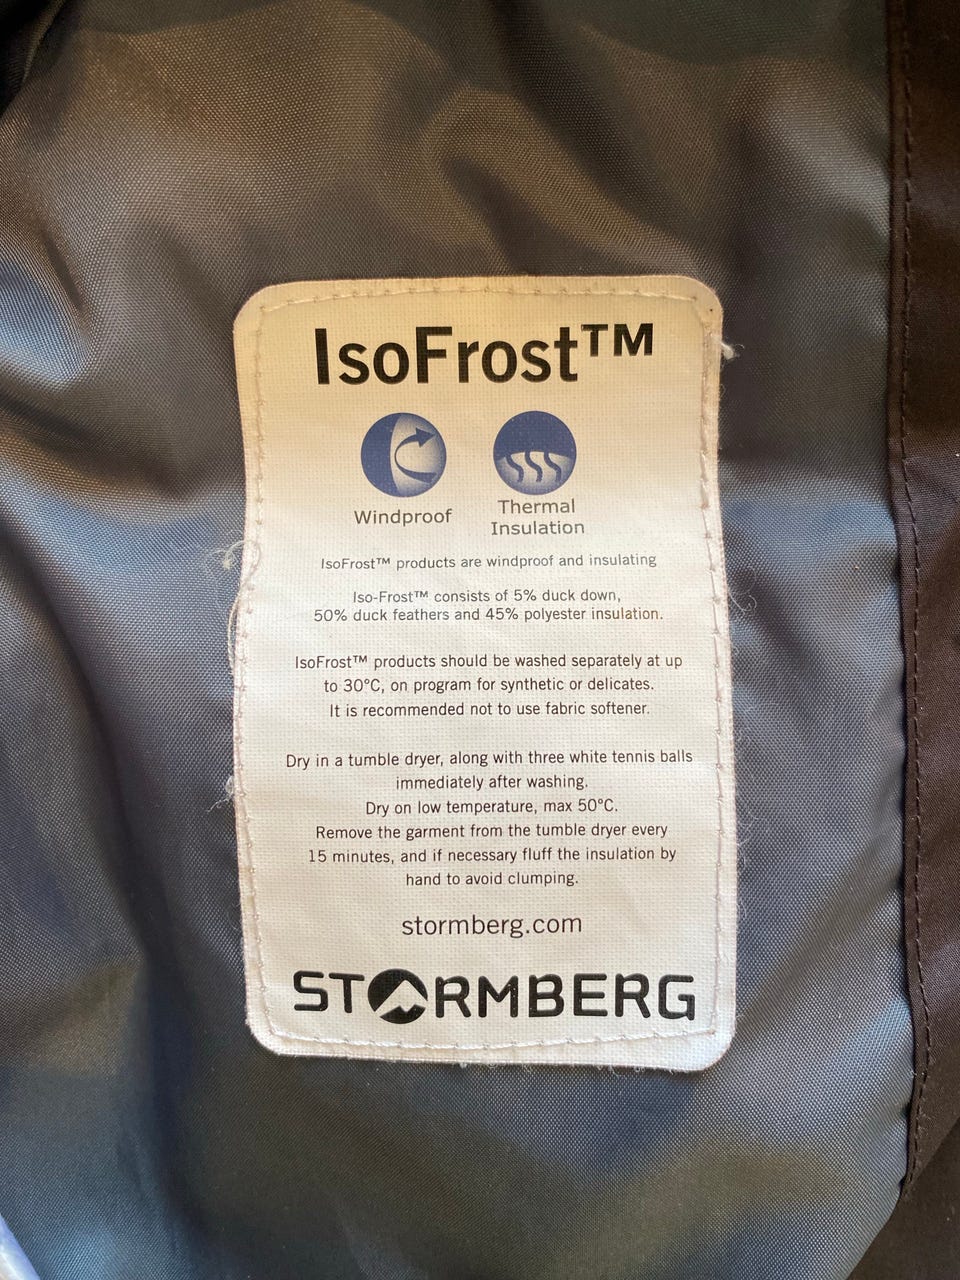 IsoFrost™
Windproof
Thermal
Insulation
IsoFrost™ products are windproof and insulating
Iso-Frost™ consists of 5% duck down,
50% duck feathers and 45% polyester insulation.
IsoFrost™ products should be washed separately at up
to 30°C, on program for synthetic or delicates.
It is recommended not to use fabric softener.
Dry in a tumble dryer, along with three white tennis balls
immediately after washing.
Dry on low temperature, max 50°C.
Remove the garment from the tumble dryer every
15 minutes, and if necessary fluff the insulation by
hand to avoid clumping.
stormberg.com
STORMBERG